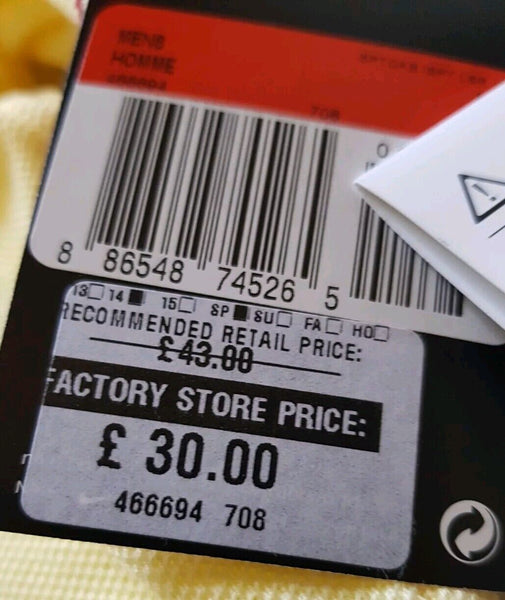 MENS
HOMME
466694
708
8 86548 74526 5
13 14 15 SP SU FA HO
RECOMMENDED RETAIL PRICE:
£43.00
FACTORY STORE PRICE:
£ 30.00
466694 708